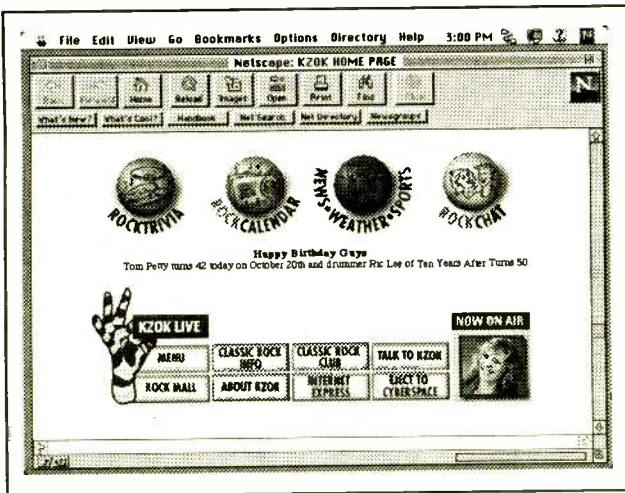 File Edit View Go Bookmarks Options Directory Help 3:00 PM
Netscape: KZOK HOME PAGE
Back Forward Home Reload Images Open Print Find Stop
What's New? What's Cool? Handbook Net Search Net Directory Newsgroups
N
ROCKTRIVIA ROCKCALENDAR NEWS•WEATHER•SPORTS ROCKCHAT
Happy Birthday Guys
Tom Petty turns 42 today on October 20th and drummer Ric Lee of Ten Years After Turns 50
KZOK LIVE NOW ON AIR
MENU CLASSIC ROCK INFO CLASSIC ROCK CLUB TALK TO KZOK
ROCK MALL ABOUT KZOK INTERNET EXPRESS EJECT TO CYBERSPACE